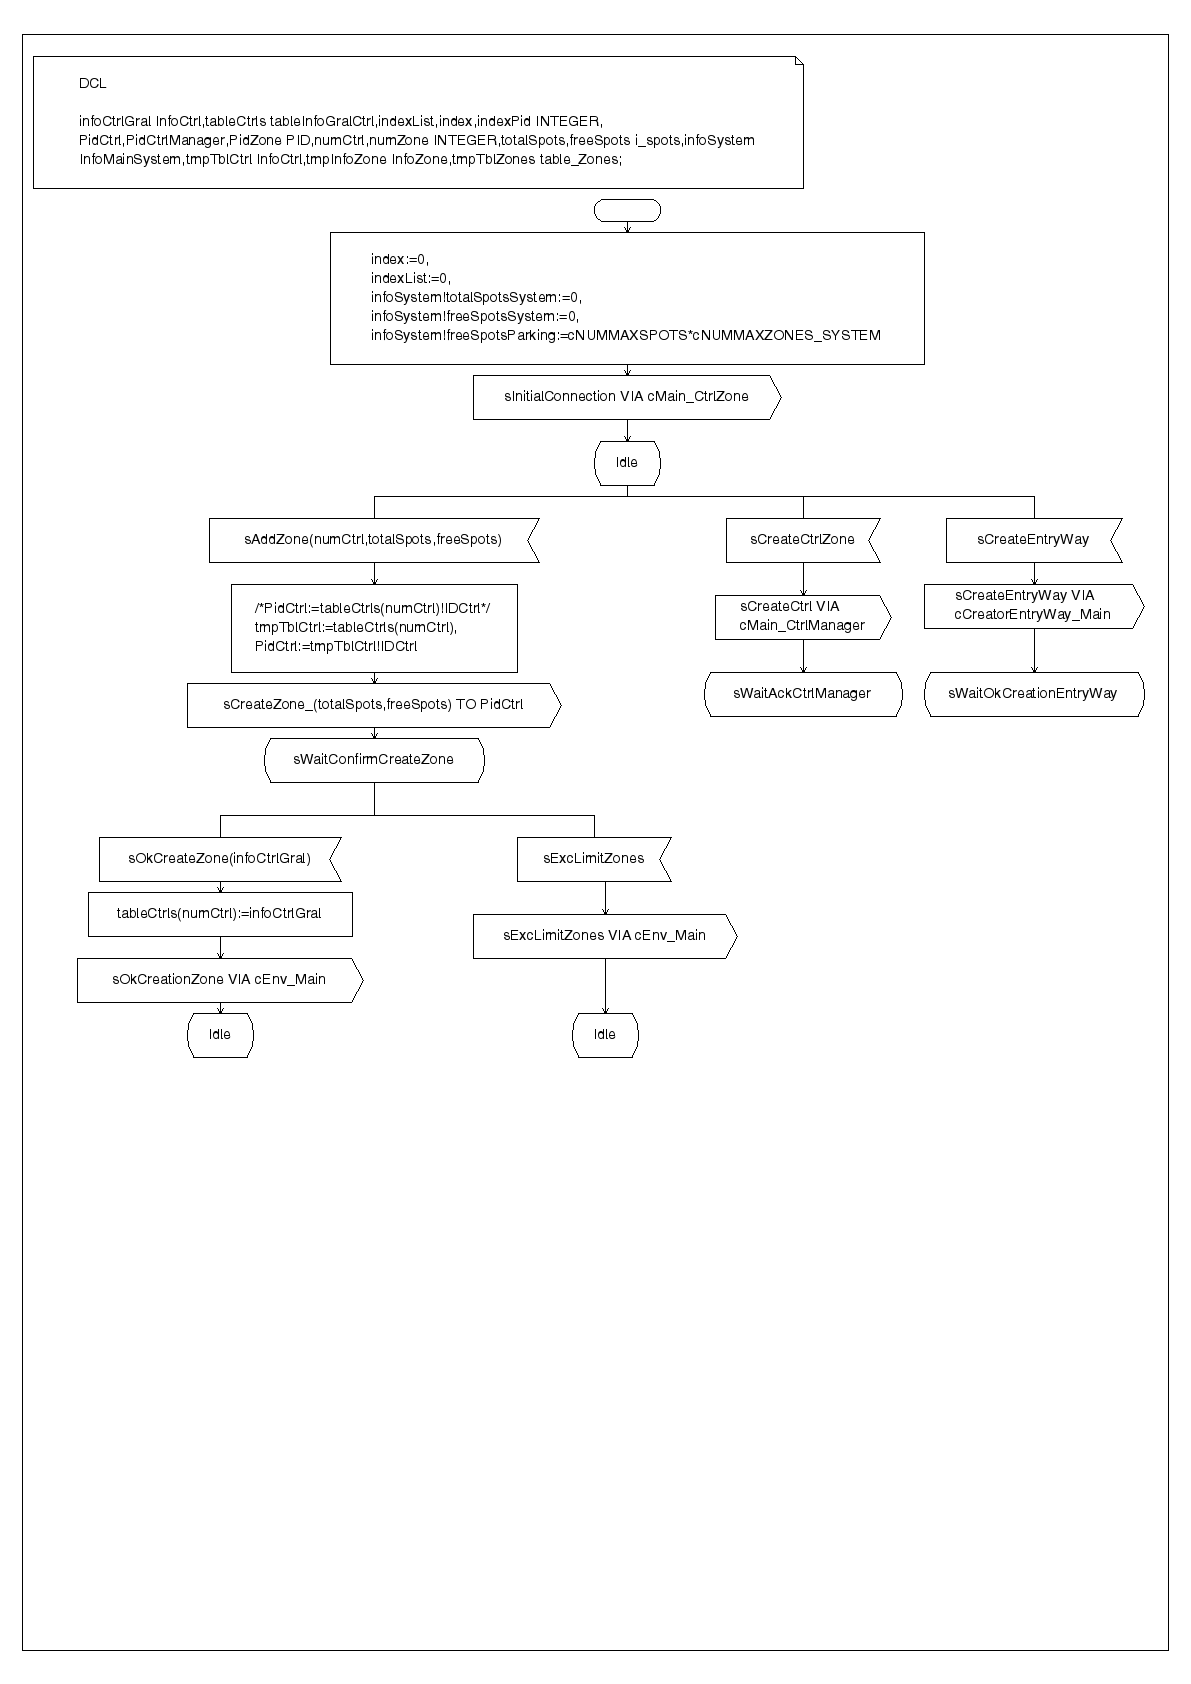 DCL
infoCtrlGral InfoCtrl,tableCtrls tableInfoGralCtrl,indexList,index,indexPid INTEGER,
PidCtrl,PidCtrlManager,PidZone PID,numCtrl,numZone INTEGER,totalSpots,freeSpots i_spots,infoSystem
InfoMainSystem,tmpTblCtrl InfoCtrl,tmpInfoZone InfoZone,tmpTblZones table_Zones;
index:=0,
indexList:=0,
infoSystem!totalSpotsSystem:=0,
infoSystem!freeSpotsSystem:=0,
infoSystem!freeSpotsParking:=cNUMMAXSPOTS*cNUMMAXZONES_SYSTEM
sInitialConnection VIA cMain_CtrlZone
Idle
sAddZone(numCtrl,totalSpots,freeSpots)
sCreateCtrlZone
sCreateEntryWay
/*PidCtrl:=tableCtrls(numCtrl)!IDCtrl*/
tmpTblCtrl:=tableCtrls(numCtrl),
PidCtrl:=tmpTblCtrl!IDCtrl
sCreateCtrl VIA
cMain_CtrlManager
sCreateEntryWay VIA
cCreatorEntryWay_Main
sCreateZone_(totalSpots,freeSpots) TO PidCtrl
sWaitAckCtrlManager
sWaitOkCreationEntryWay
sWaitConfirmCreateZone
sOkCreateZone(infoCtrlGral)
sExcLimitZones
tableCtrls(numCtrl):=infoCtrlGral
sExcLimitZones VIA cEnv_Main
sOkCreationZone VIA cEnv_Main
Idle
Idle